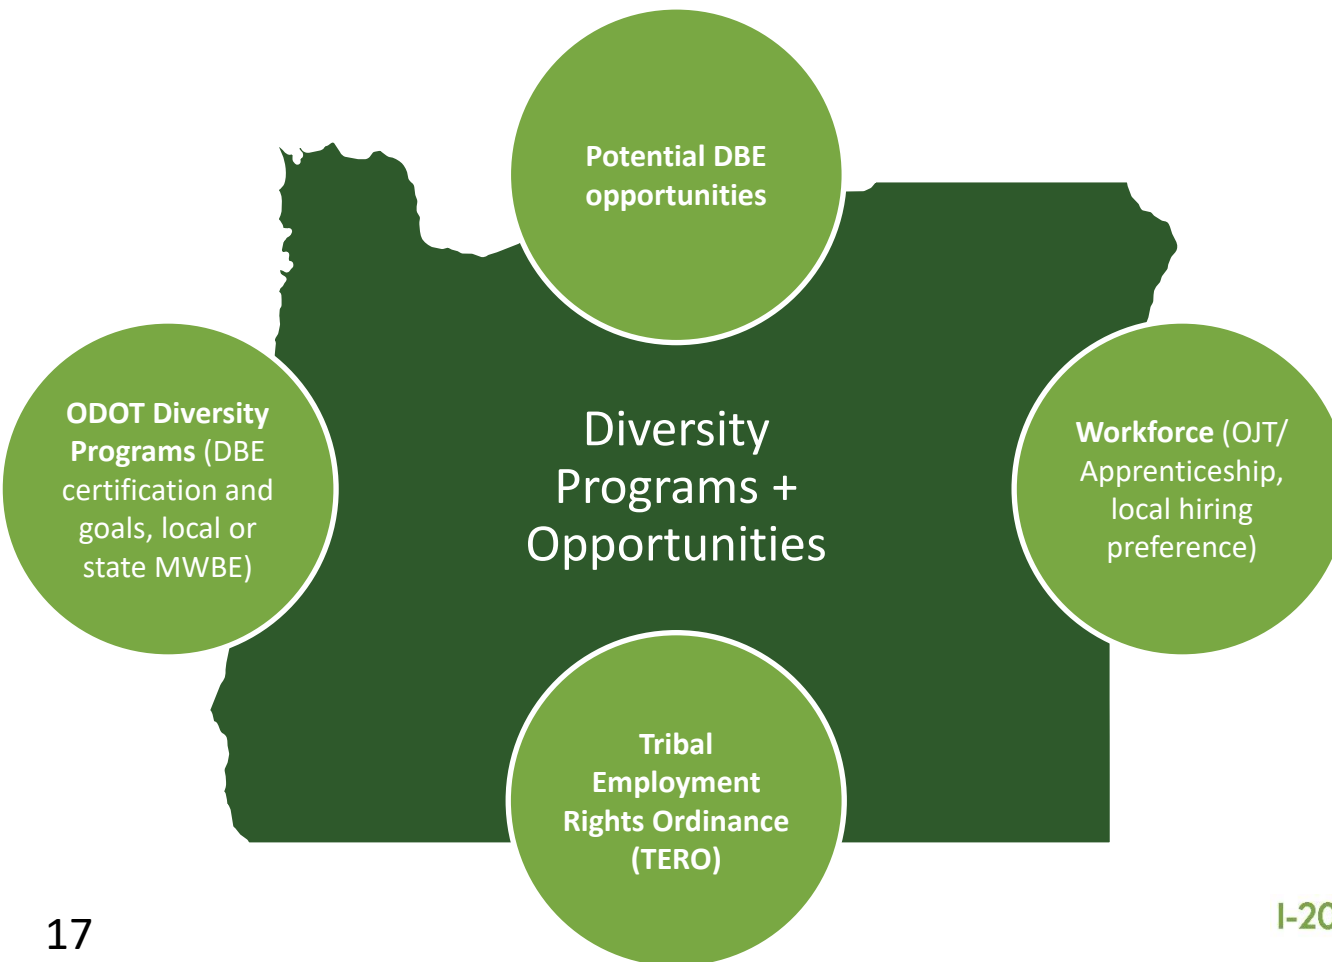 Potential DBE
opportunities
ODOT Diversity
Programs (DBE
certification and
goals, local or
state MWBE)
Diversity
Programs +
Opportunities
Workforce (OJT/
Apprenticeship,
local hiring
preference)
Tribal
Employment
Rights Ordinance
(TERO)
17
I-20